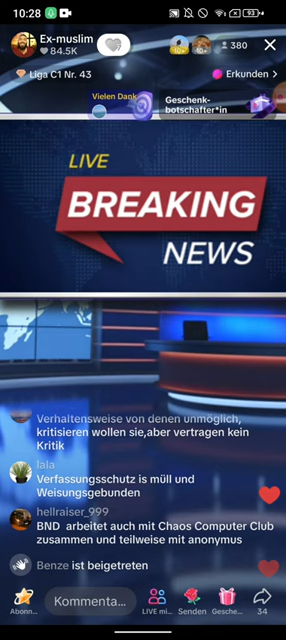 10:28
93
Ex-muslim
84.5K
10+
10+
380
Liga C1 Nr. 43
Erkunden >
Vielen Dank
Geschenk-
botschafter*in
LIVE
BREAKING
NEWS
Verhaltensweise von denen unmöglich,
kritisieren wollen sie,aber vertragen kein
Kritik
lala
Verfassungsschutz is müll und
Weisungsgebunden
hellraiser_999
BND arbeitet auch mit Chaos Computer Club
zusammen und teilweise mit anonymus
Benze ist beigetreten
Kommenta...
Abonn...
LIVE mi...
Senden
Gesche...
34